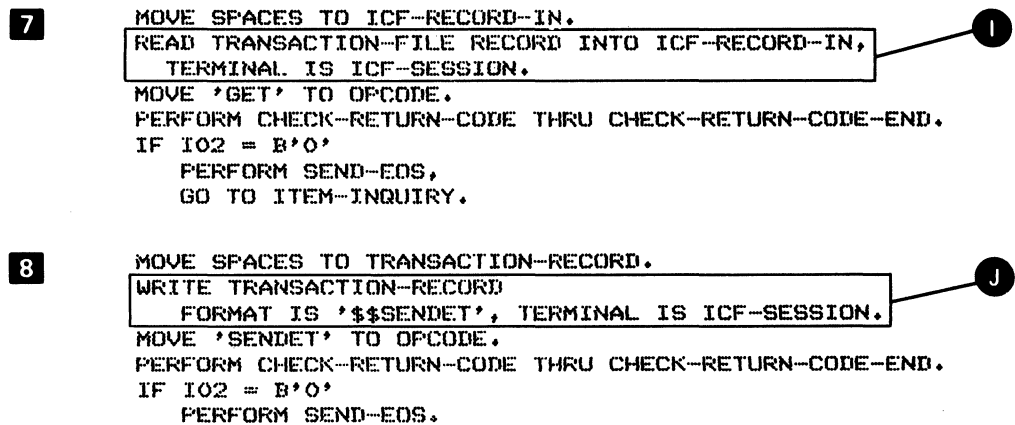 7 MOVE SPACES TO ICF-RECORD-IN.
READ TRANSACTION-FILE RECORD INTO ICF-RECORD-IN, I
TERMINAL IS ICF-SESSION.
MOVE 'GET' TO OPCODE.
PERFORM CHECK-RETURN-CODE THRU CHECK-RETURN-CODE-END.
IF IO2 = B'0'
PERFORM SEND-EOS,
GO TO ITEM-INQUIRY.
8 MOVE SPACES TO TRANSACTION-RECORD.
WRITE TRANSACTION-RECORD J
FORMAT IS '$$SENDET', TERMINAL IS ICF-SESSION.
MOVE 'SENDET' TO OPCODE.
PERFORM CHECK-RETURN-CODE THRU CHECK-RETURN-CODE-END.
IF IO2 = B'0'
PERFORM SEND-EOS.